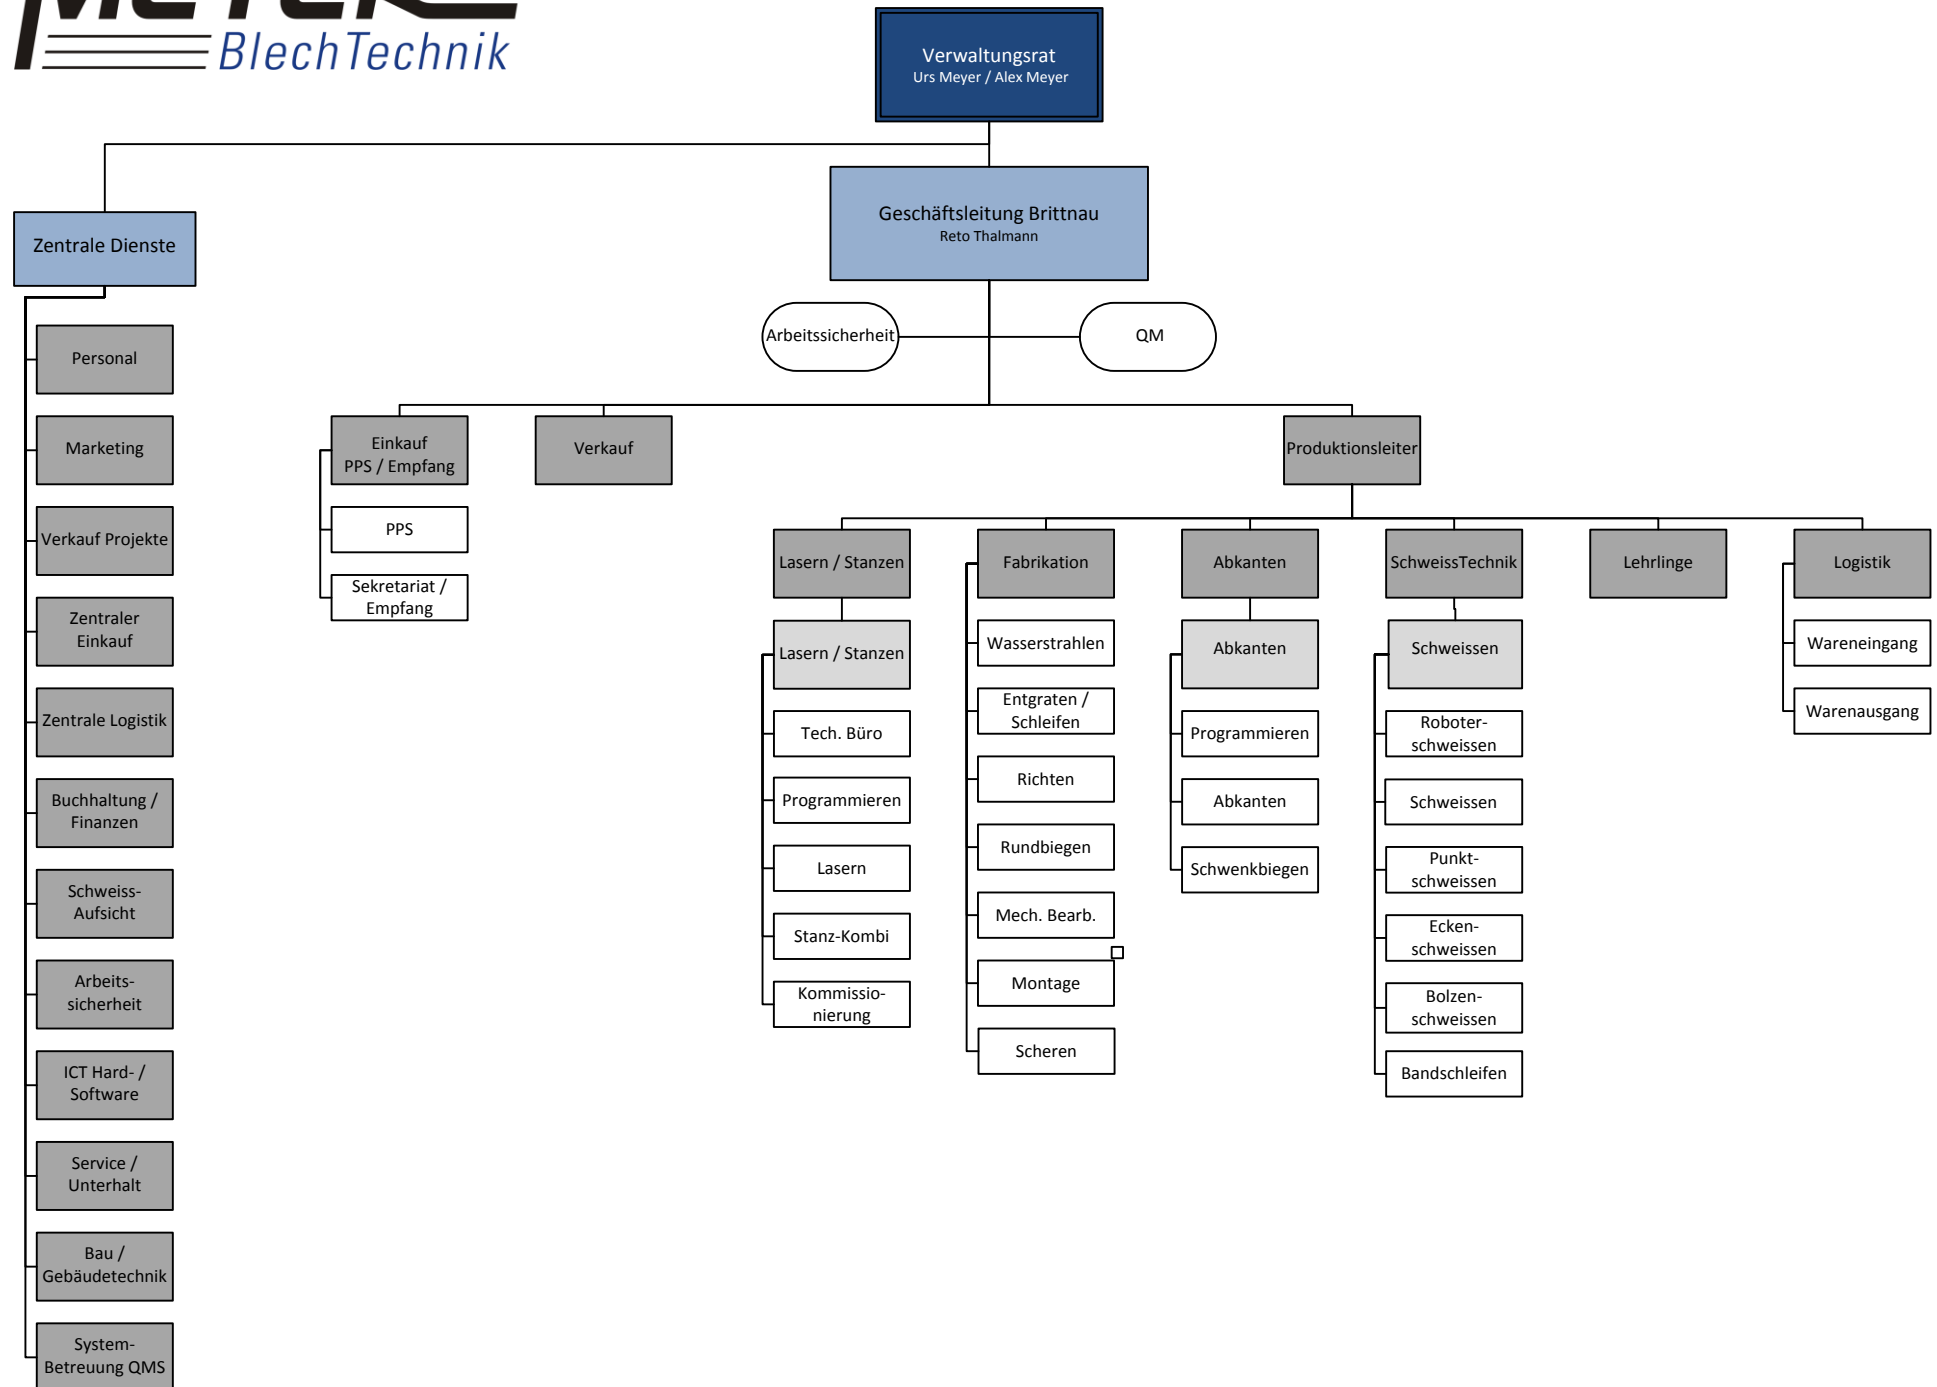 MEYER
BlechTechnik
Verwaltungsrat
Urs Meyer / Alex Meyer
Geschäftsleitung Brittnau
Reto Thalmann
Zentrale Dienste
Arbeitssicherheit
QM
Personal
Marketing
Verkauf Projekte
Zentraler
Einkauf
Zentrale Logistik
Buchhaltung /
Finanzen
Schweiss-
Aufsicht
Arbeits-
sicherheit
ICT Hard- /
Software
Service /
Unterhalt
Bau /
Gebäudetechnik
System-
Betreuung QMS
Einkauf
PPS / Empfang
PPS
Sekretariat /
Empfang
Verkauf
Produktionsleiter
Lasern / Stanzen
Lasern / Stanzen
Tech. Büro
Programmieren
Lasern
Stanz-Kombi
Kommissio-
nierung
Fabrikation
Wasserstrahlen
Entgraten /
Schleifen
Richten
Rundbiegen
Mech. Bearb.
Montage
Scheren
Abkanten
Abkanten
Programmieren
Abkanten
Schwenkbiegen
SchweissTechnik
Schweissen
Roboter-
schweissen
Schweissen
Punkt-
schweissen
Ecken-
schweissen
Bolzen-
schweissen
Bandschleifen
Lehrlinge
Logistik
Wareneingang
Warenausgang